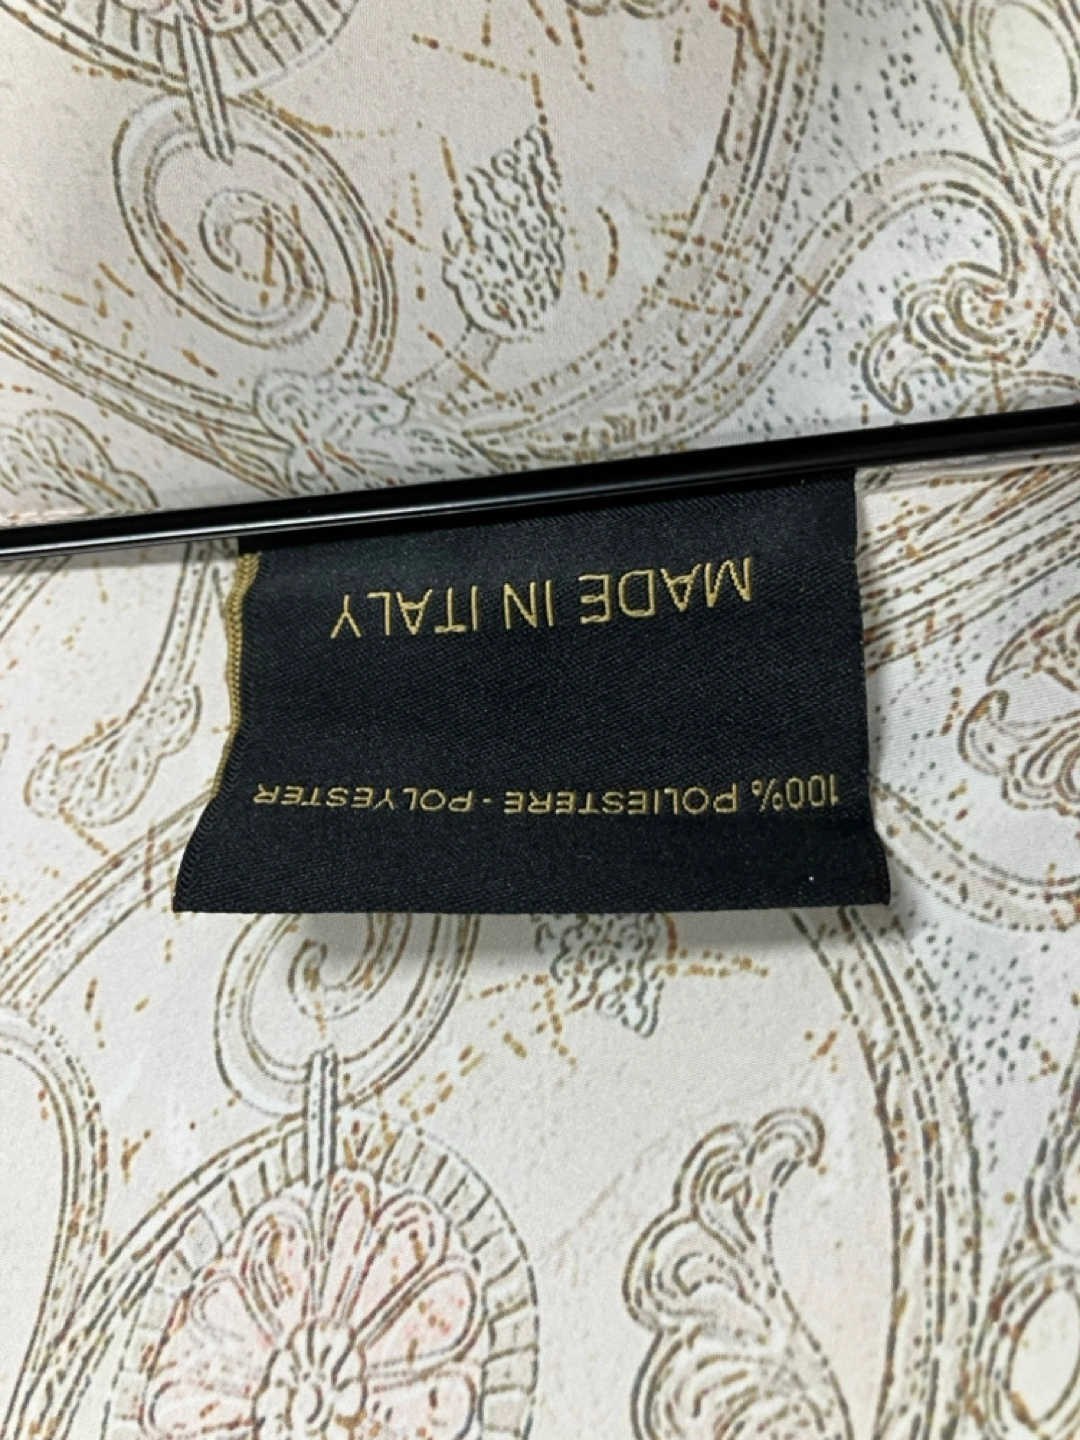 100% POLIESTERE - POLYESTER
MADE IN ITALY